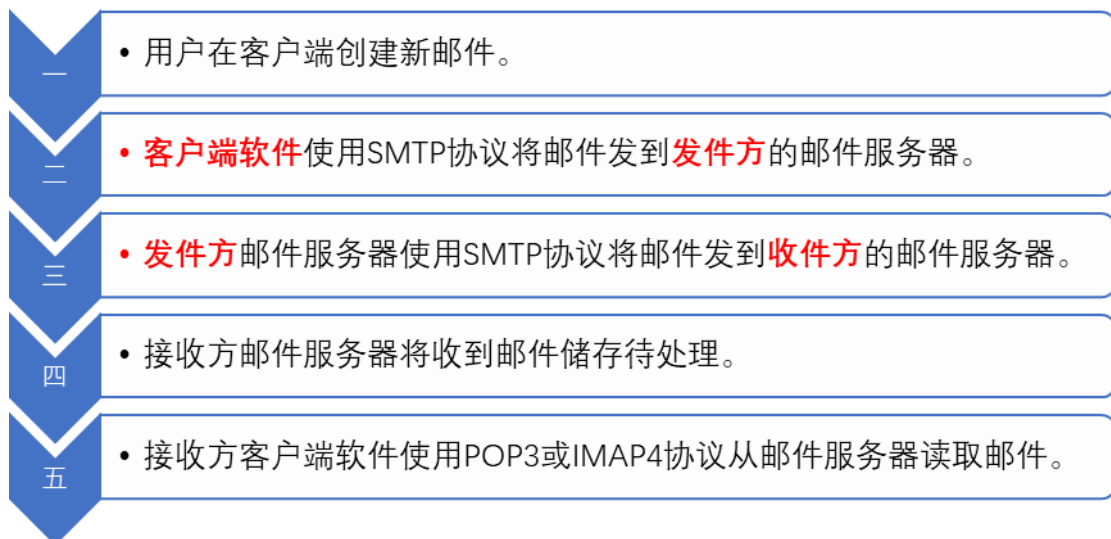 一
• 用户在客户端创建新邮件。
二
• 客户端软件使用SMTP协议将邮件发到发件方的邮件服务器。
三
• 发件方邮件服务器使用SMTP协议将邮件发到收件方的邮件服务器。
四
• 接收方邮件服务器将收到邮件储存待处理。
五
• 接收方客户端软件使用POP3或IMAP4协议从邮件服务器读取邮件。